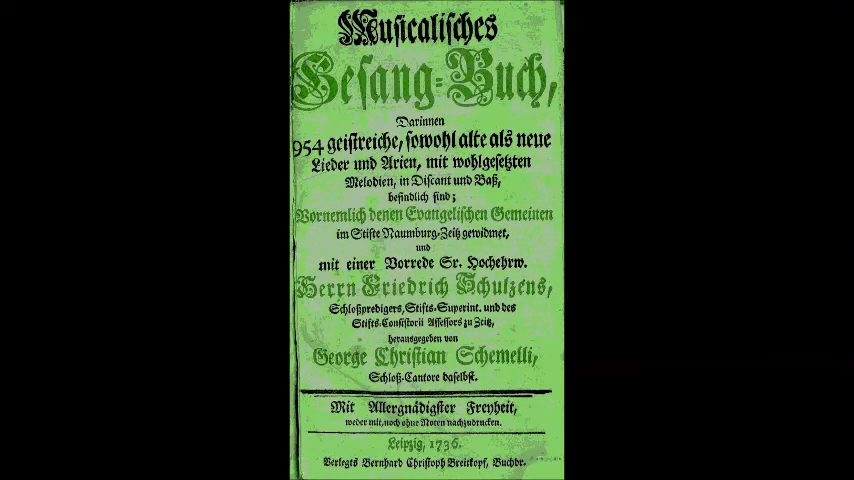 Musicalisches
Gesang-Buch,
Darinnen
954 geistreiche, sowohl alte als neue
Lieder und Arien, mit wohlgesetzten
Melodien, in Discant und Baß,
befindlich sind;
Vornemlich denen Evangelischen Gemeinen
im Stifte Naumburg-Zeitz gewidmet,
und
mit einer Vorrede Sr. Hochehrw.
Herrn Friedrich Schulzens,
Schloßpredigers, Stifts-Superint. und des
Stifts-Consistorii Assessors zu Zeitz,
herausgegeben von
George Christian Schemelli,
Schloß-Cantore daselbst.
Mit Allergnädigster Freyheit,
weder mit, noch ohne Noten nachzudrucken.
Leipzig, 1736.
Verlegts Bernhard Christoph Breitkopf, Buchdr.